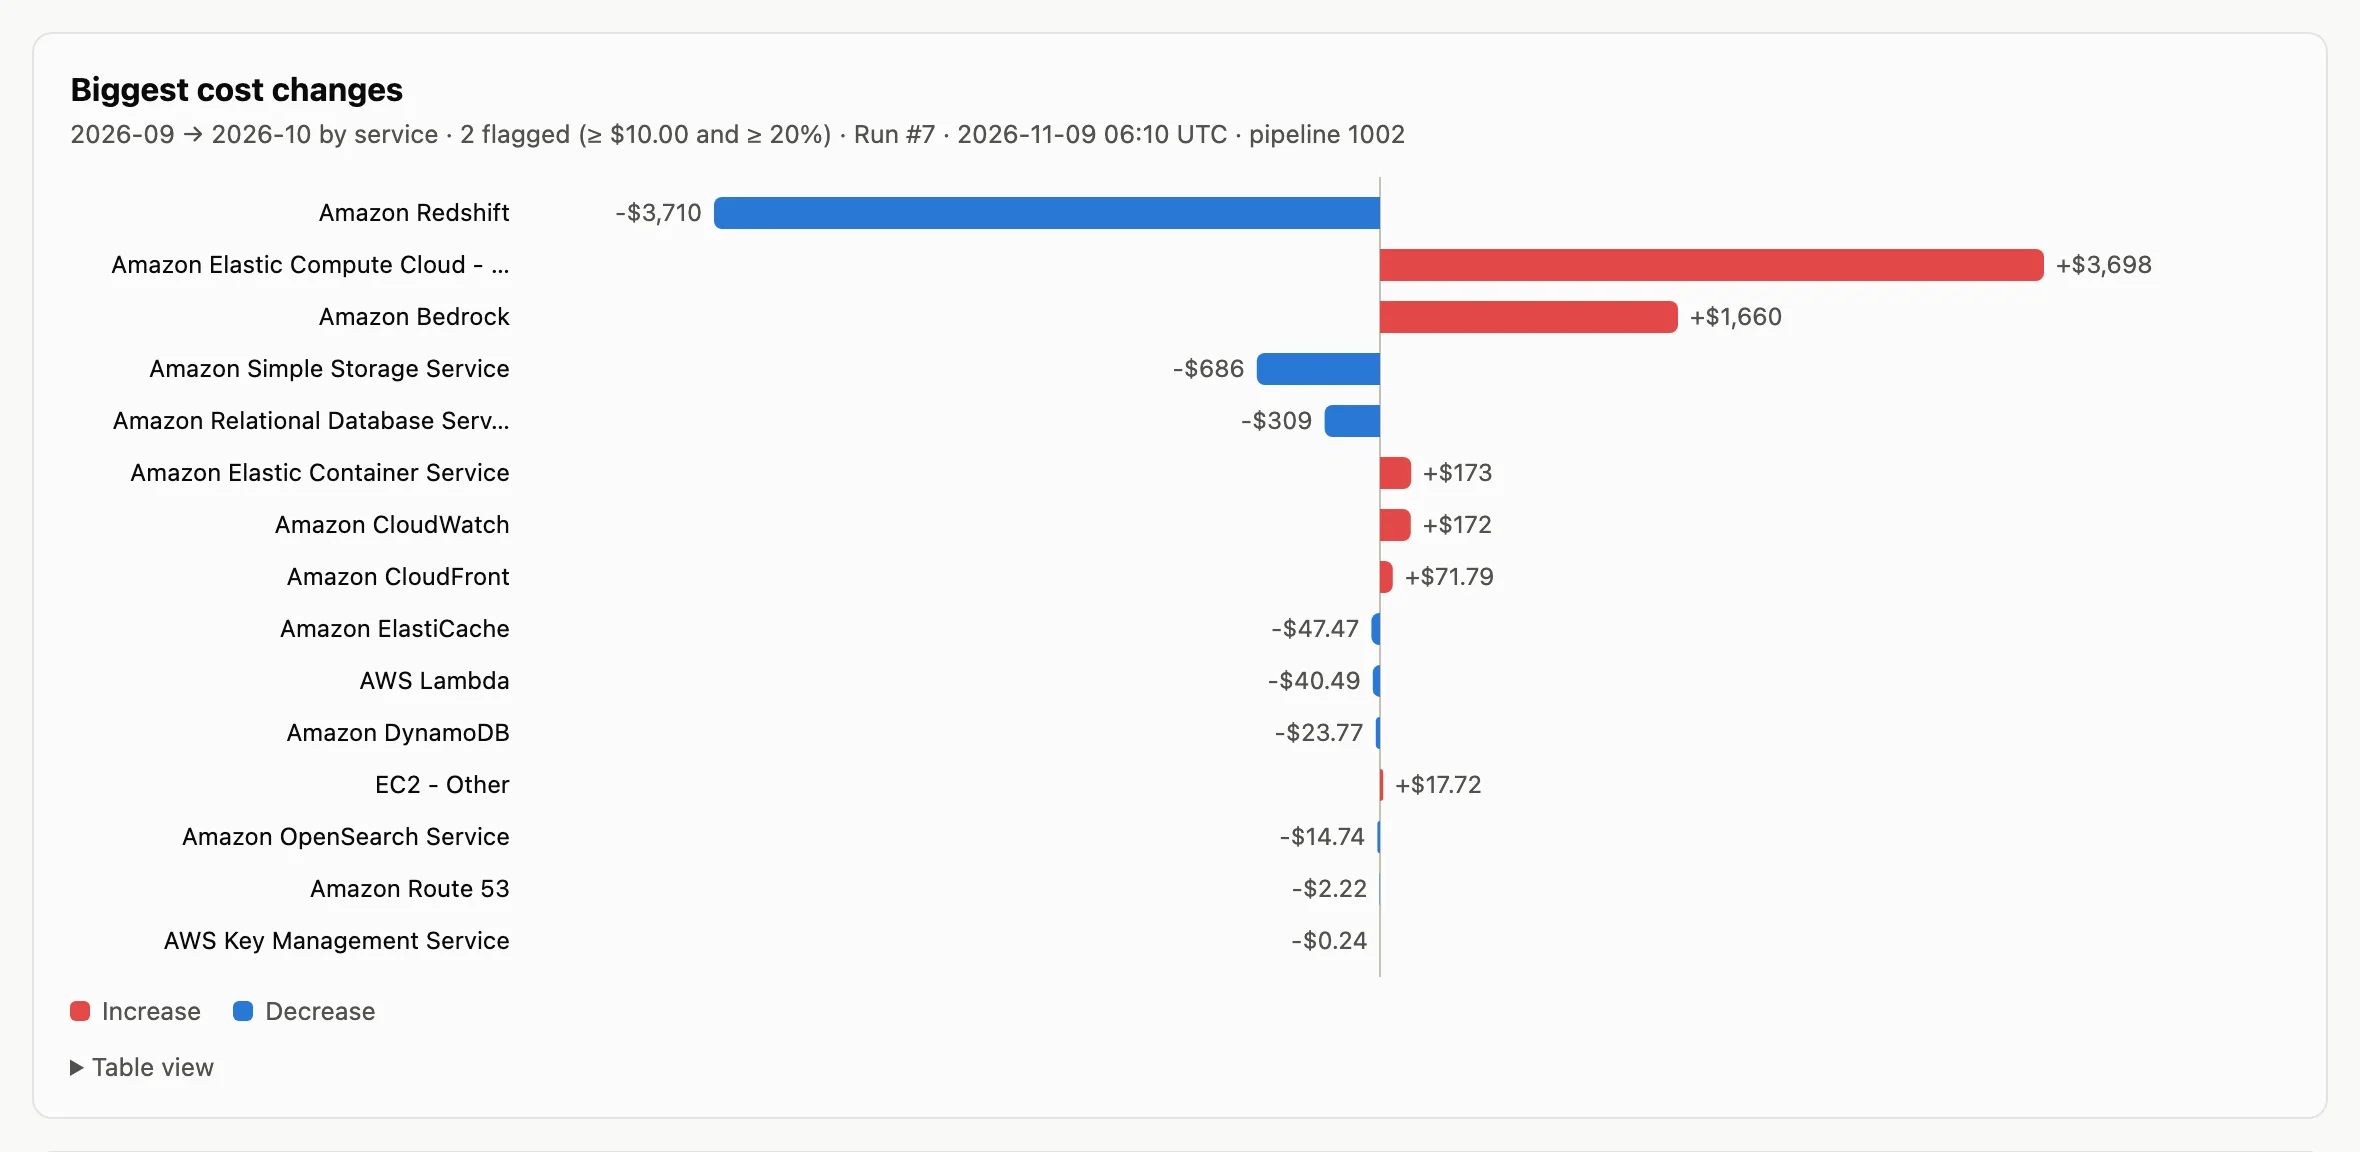 Biggest cost changes
2026-09 → 2026-10 by service · 2 flagged (≥ $10.00 and ≥ 20%) · Run #7 · 2026-11-09 06:10 UTC · pipeline 1002
Amazon Redshift -$3,710
Amazon Elastic Compute Cloud - ... +$3,698
Amazon Bedrock +$1,660
Amazon Simple Storage Service -$686
Amazon Relational Database Serv... -$309
Amazon Elastic Container Service +$173
Amazon CloudWatch +$172
Amazon CloudFront +$71.79
Amazon ElastiCache -$47.47
AWS Lambda -$40.49
Amazon DynamoDB -$23.77
EC2 - Other +$17.72
Amazon OpenSearch Service -$14.74
Amazon Route 53 -$2.22
AWS Key Management Service -$0.24
Increase Decrease
▶ Table view